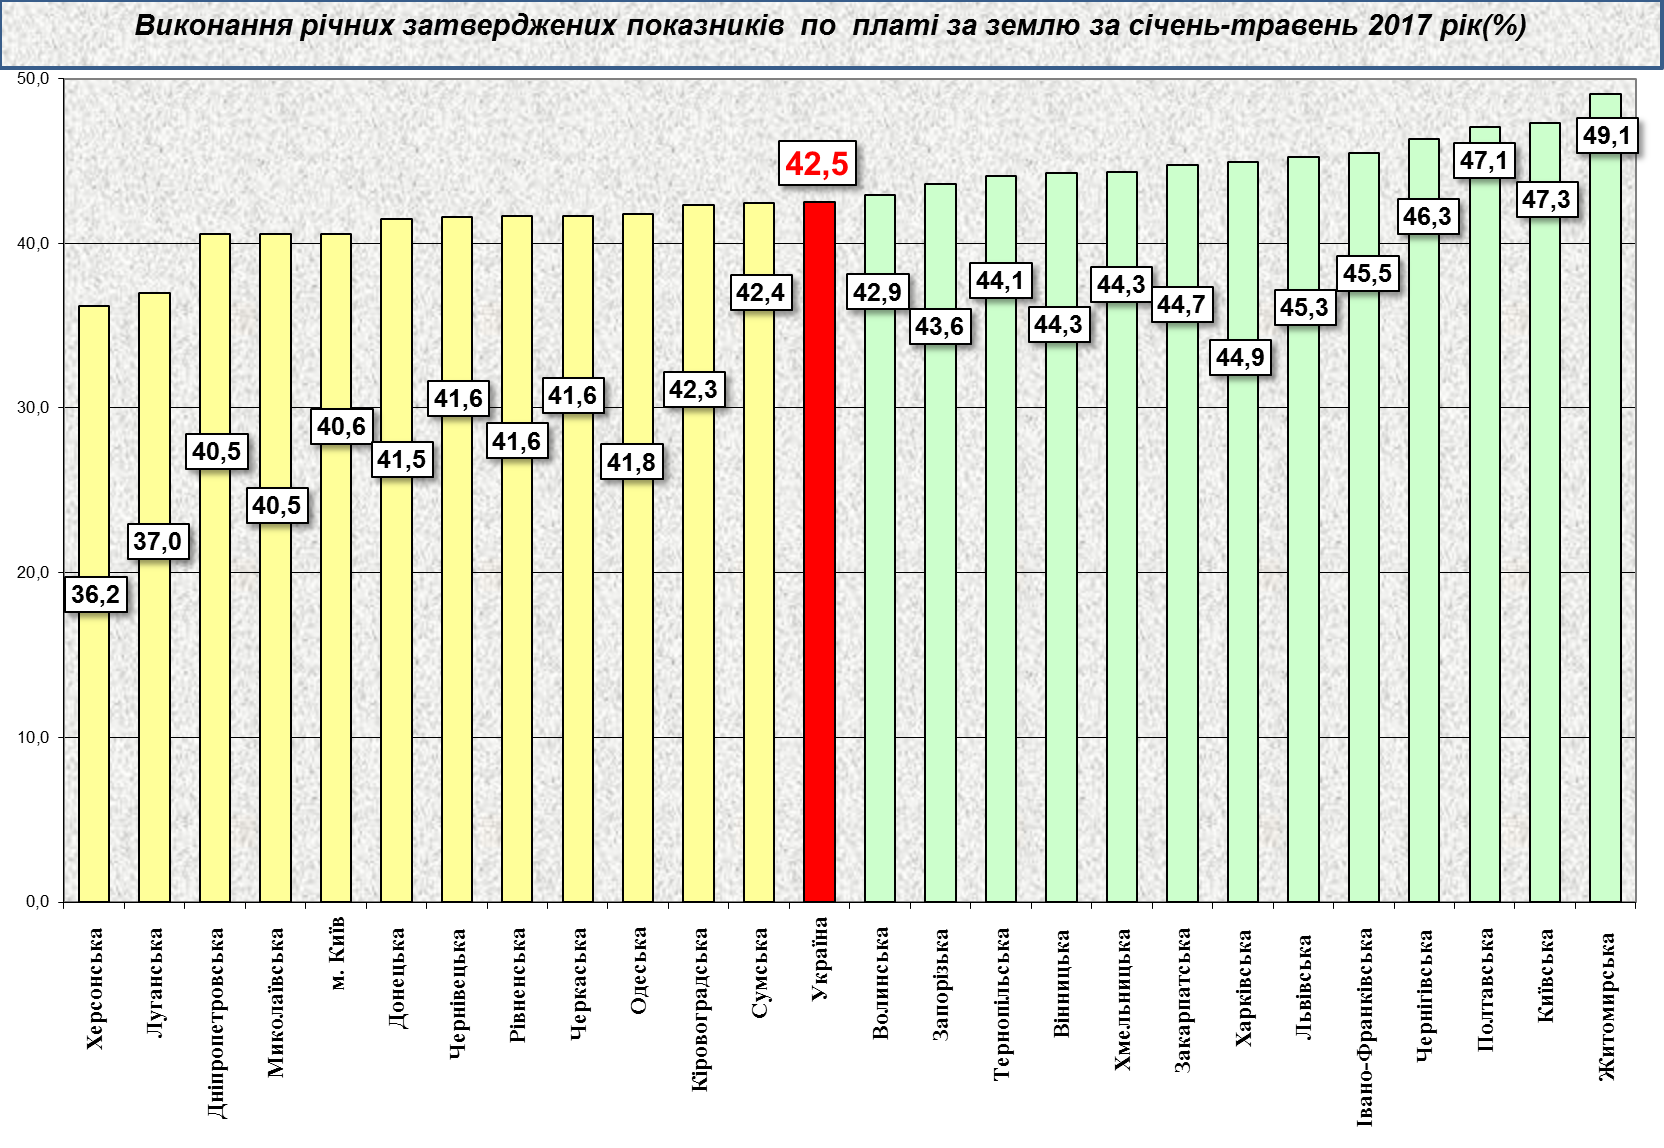 Виконання річних затверджених показників по платі за землю за січень-травень 2017 рік(%)
50,0
40,0
30,0
20,0
10,0
0,0
36,2
37,0
40,5
40,5
40,6
41,5
41,6
41,6
41,6
41,8
42,3
42,4
42,5
42,9
43,6
44,1
44,3
44,3
44,7
44,9
45,3
45,5
46,3
47,1
47,3
49,1
Херсонська
Луганська
Дніпропетровська
Миколаївська
м. Київ
Донецька
Чернівецька
Рівненська
Черкаська
Одеська
Кіровоградська
Сумська
Україна
Волинська
Запорізька
Тернопільська
Вінницька
Хмельницька
Закарпатська
Харківська
Львівська
Івано-Франківська
Чернігівська
Полтавська
Київська
Житомирська